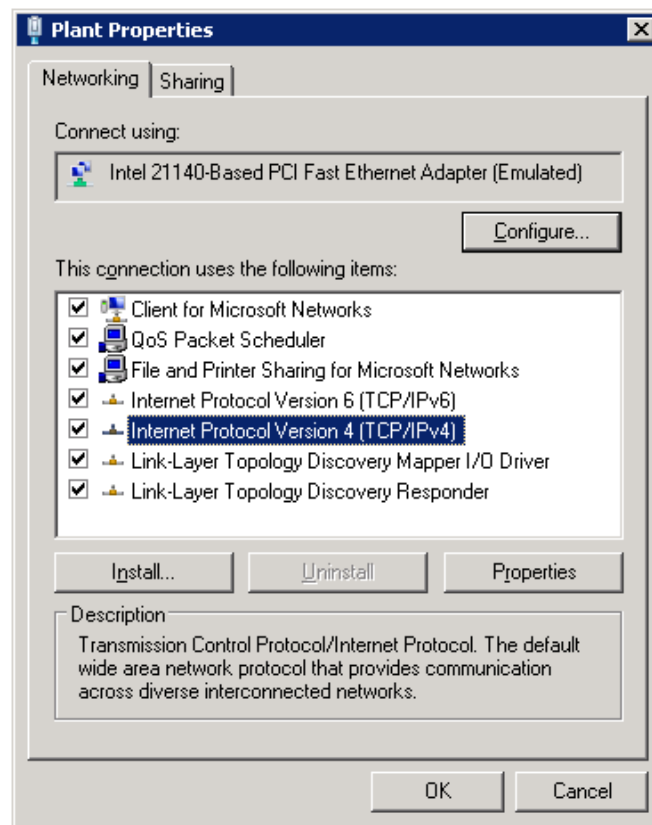 Plant Properties
Networking
Sharing
Connect using:
Intel 21140-Based PCI Fast Ethernet Adapter (Emulated)
Configure...
This connection uses the following items:
Client for Microsoft Networks
QoS Packet Scheduler
File and Printer Sharing for Microsoft Networks
Internet Protocol Version 6 (TCP/IPv6)
Internet Protocol Version 4 (TCP/IPv4)
Link-Layer Topology Discovery Mapper I/O Driver
Link-Layer Topology Discovery Responder
Install...
Uninstall
Properties
Description
Transmission Control Protocol/Internet Protocol. The default
wide area network protocol that provides communication
across diverse interconnected networks.
OK
Cancel